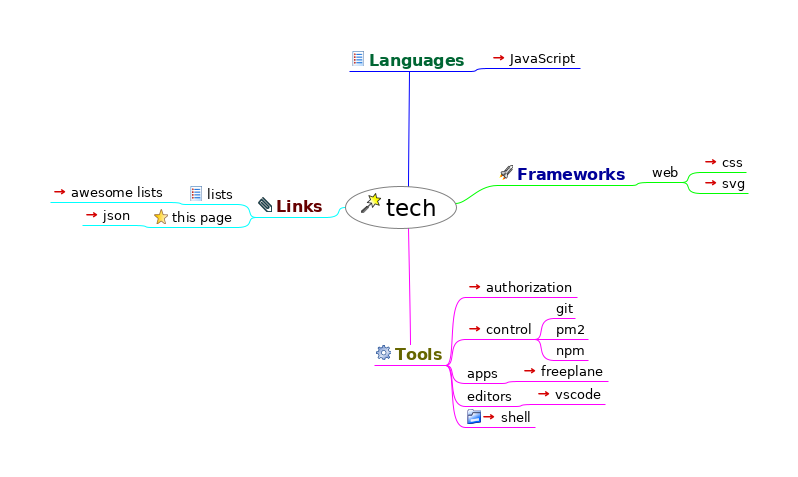 Languages
JavaScript
Frameworks
web
css
svg
awesome lists
lists
json
this page
Links
tech
Tools
authorization
control
git
pm2
npm
apps
freeplane
editors
vscode
shell